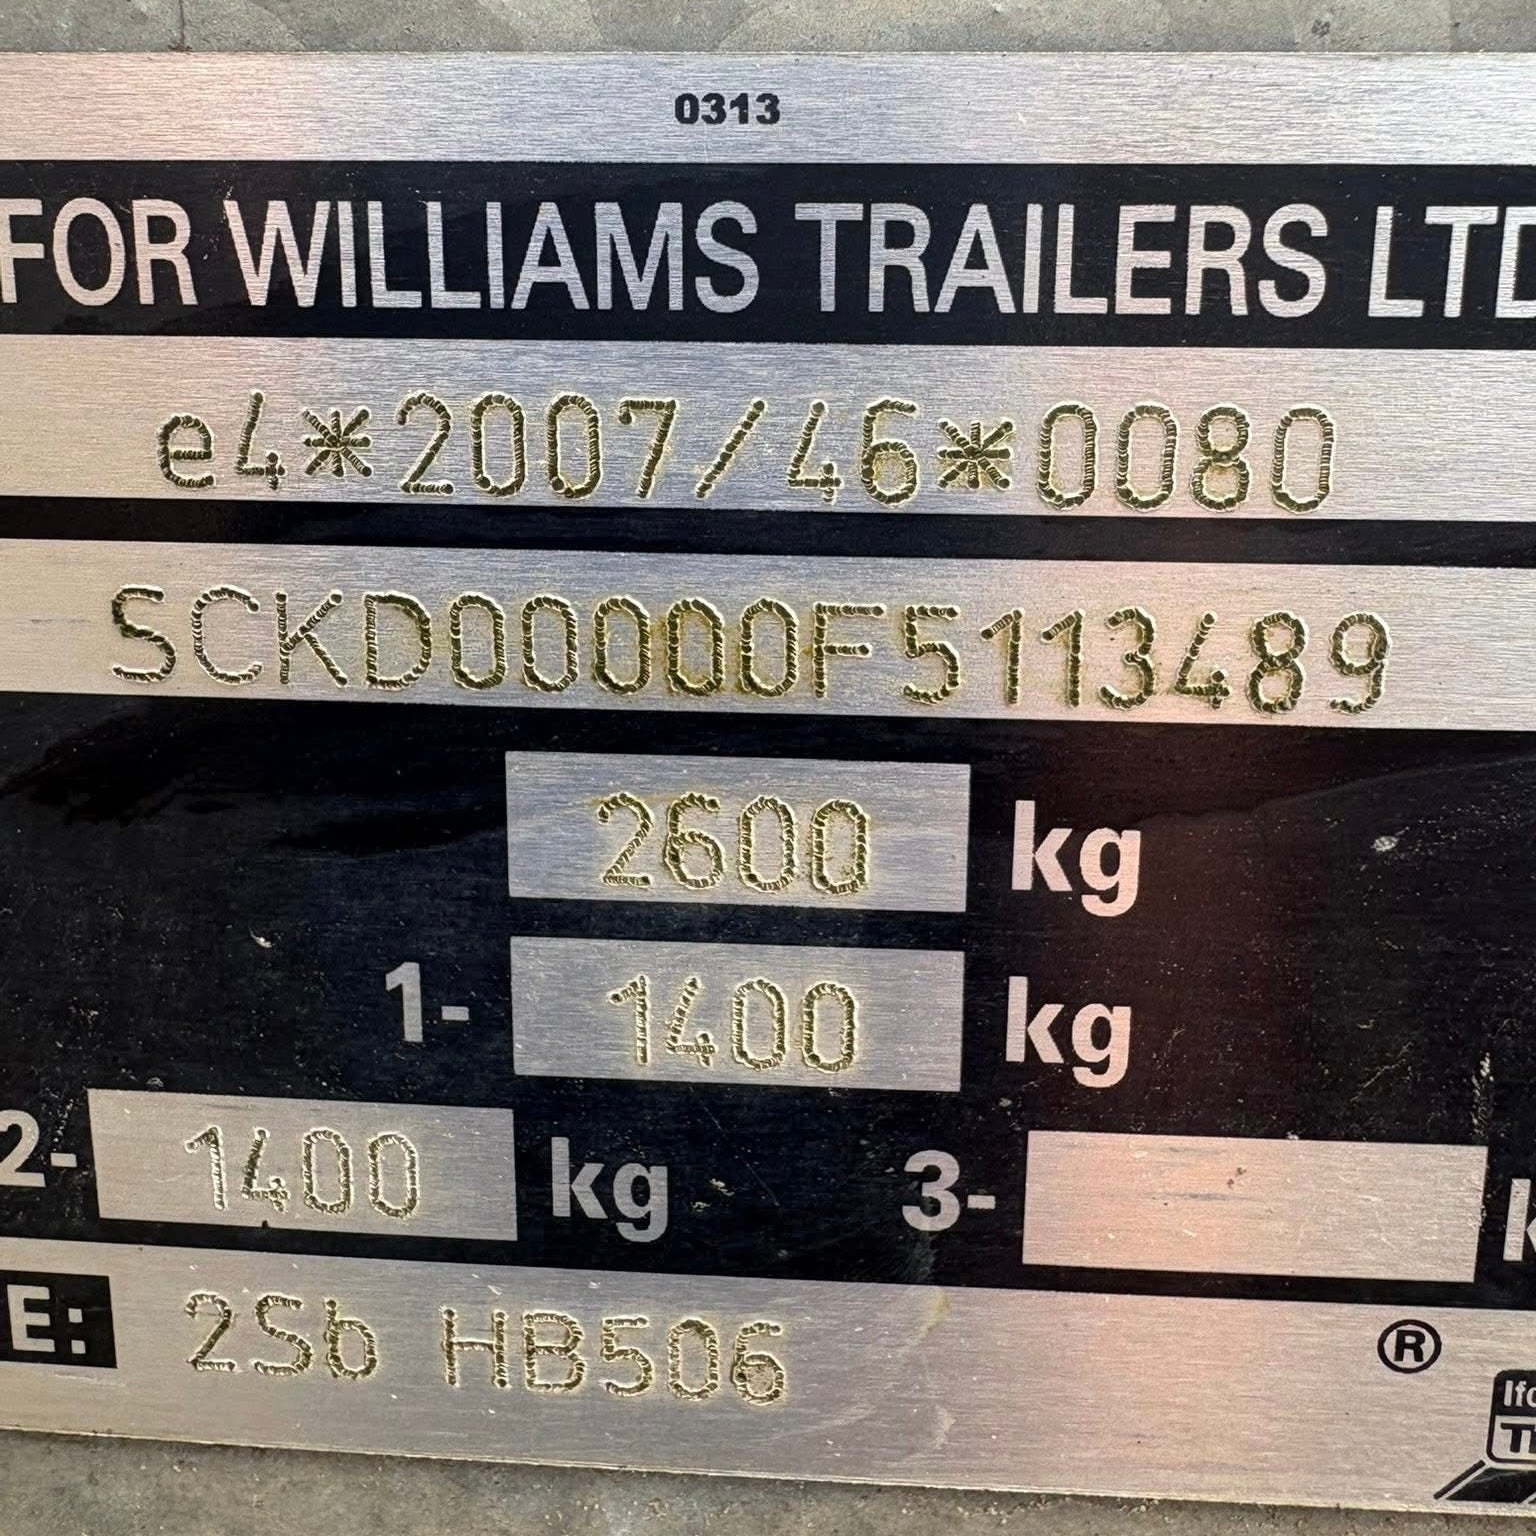 0313
FOR WILLIAMS TRAILERS LTD
e4*2007/46*0080
SCKD00000F5113489
2600 kg
1- 1400 kg
2- 1400 kg 3- k
E: 2Sb HB506
®
Ifo